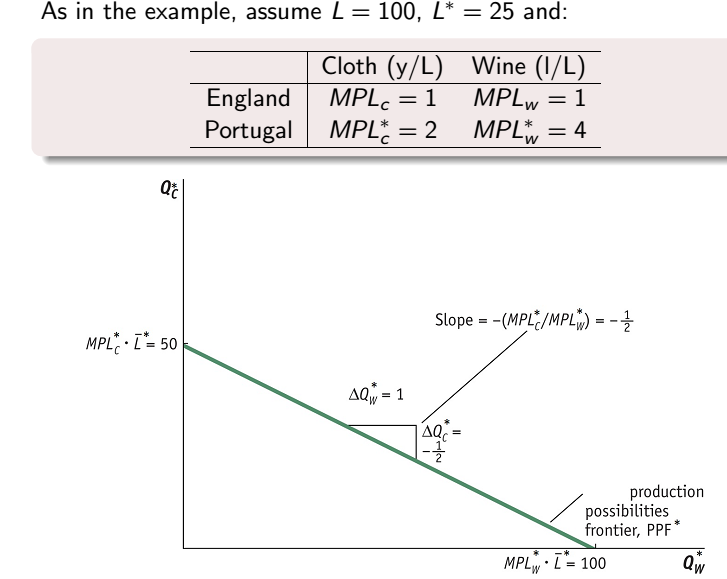 As in the example, assume L = 100, L* = 25 and:
Cloth (y/L) Wine (l/L)
England MPL_c = 1 MPL_w = 1
Portugal MPL*_c = 2 MPL*_w = 4
Q*_C
Slope = –(MPL*_C/MPL*_W) = – 1/2
MPL*_C · L̄* = 50
ΔQ*_W = 1
ΔQ*_C =
– 1/2
production
possibilities
frontier, PPF*
MPL*_W · L̄* = 100 Q*_W